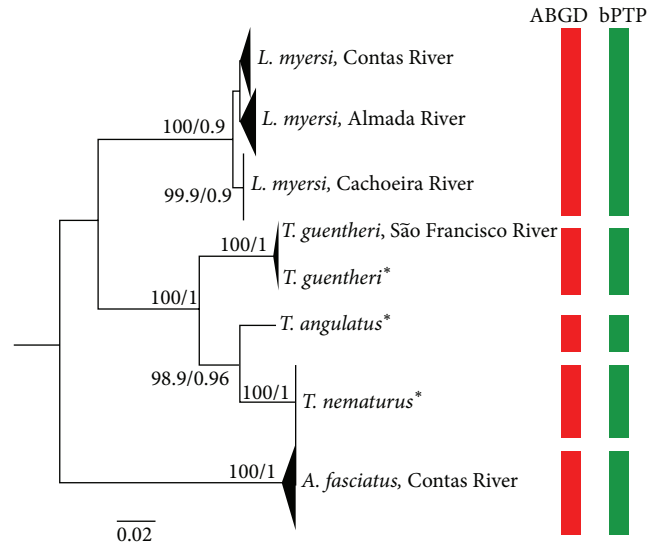 ABGD bPTP
L. myersi, Contas River
100/0.9
L. myersi, Almada River
99.9/0.9
L. myersi, Cachoeira River
T. guentheri, São Francisco River
100/1
T. guentheri*
100/1
T. angulatus*
98.9/0.96
100/1
T. nematurus*
100/1
A. fasciatus, Contas River
0.02